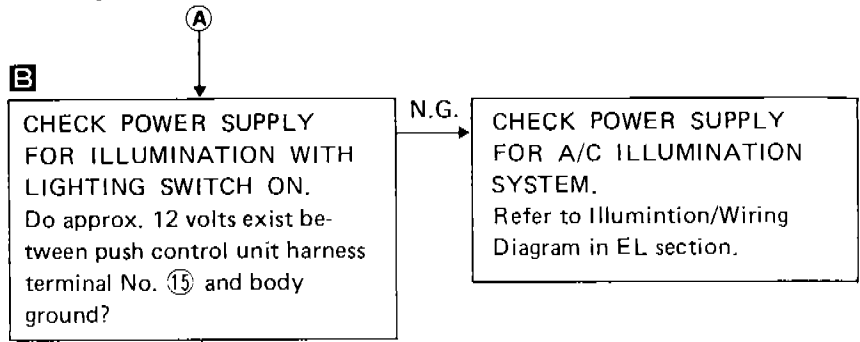 A
B
CHECK POWER SUPPLY
FOR ILLUMINATION WITH
LIGHTING SWITCH ON.
Do approx. 12 volts exist be-
tween push control unit harness
terminal No. ⑮ and body
ground?
N.G.
CHECK POWER SUPPLY
FOR A/C ILLUMINATION
SYSTEM.
Refer to Illumintion/Wiring
Diagram in EL section.